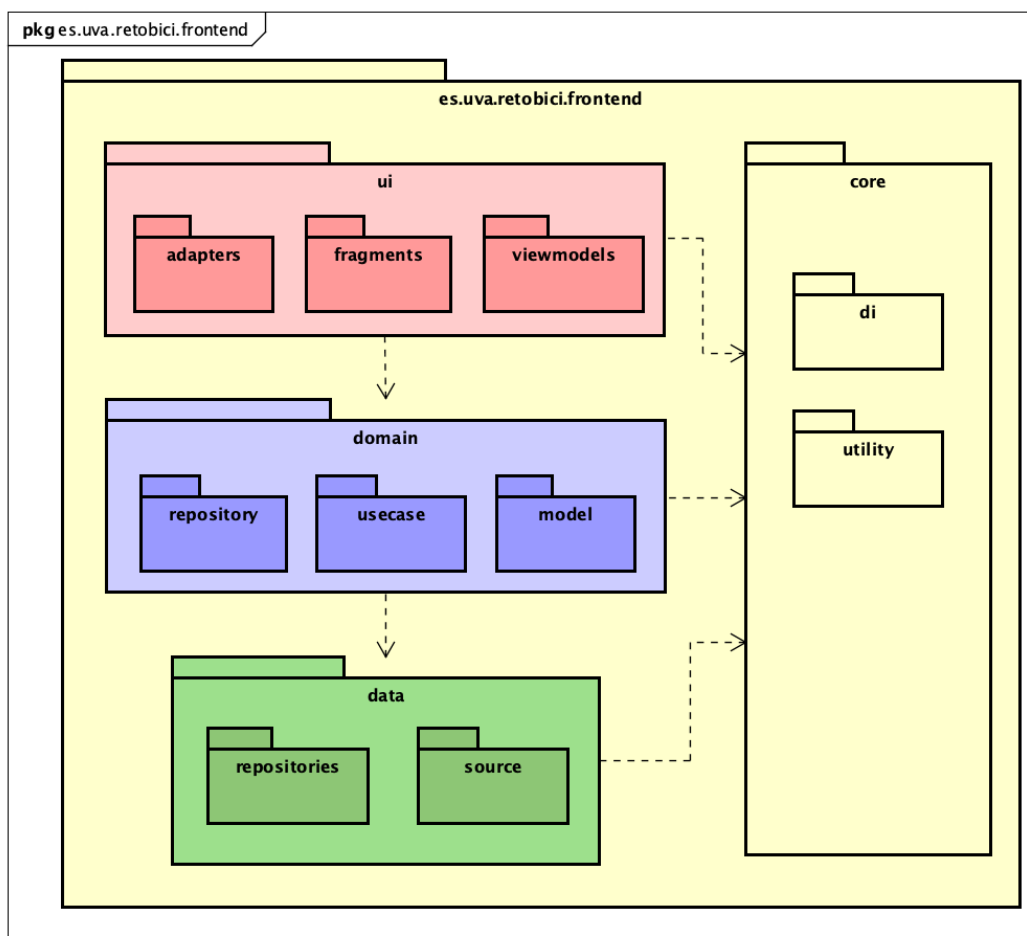 pkg es.uva.retobici.frontend
es.uva.retobici.frontend
ui
adapters
fragments
viewmodels
core
di
utility
domain
repository
usecase
model
data
repositories
source